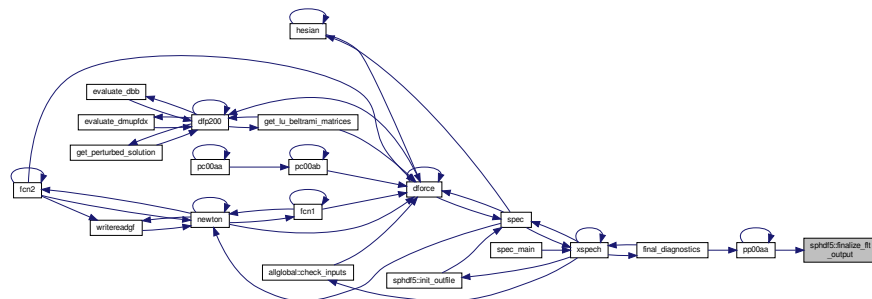 hesian
evaluate_dbb
evaluate_dmupfdx
dfp200
get_lu_beltrami_matrices
get_perturbed_solution
pc00aa
pc00ab
fcn2
dforce
fcn1
newton
spec
writereadgf
spec_main
xspech
final_diagnostics
pp00aa
sphdf5::finalize_flt
_output
allglobal::check_inputs
sphdf5::init_outfile